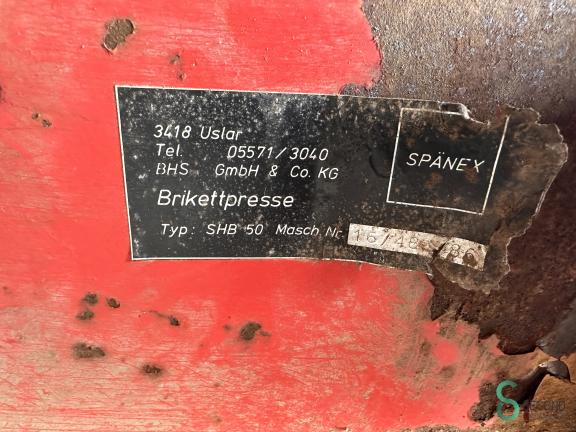 3418 Uslar
Tel. 05571/3040
BHS GmbH & Co. KG
SPÄNEX
Brikettpresse
Typ: SHB 50 Masch Nr.